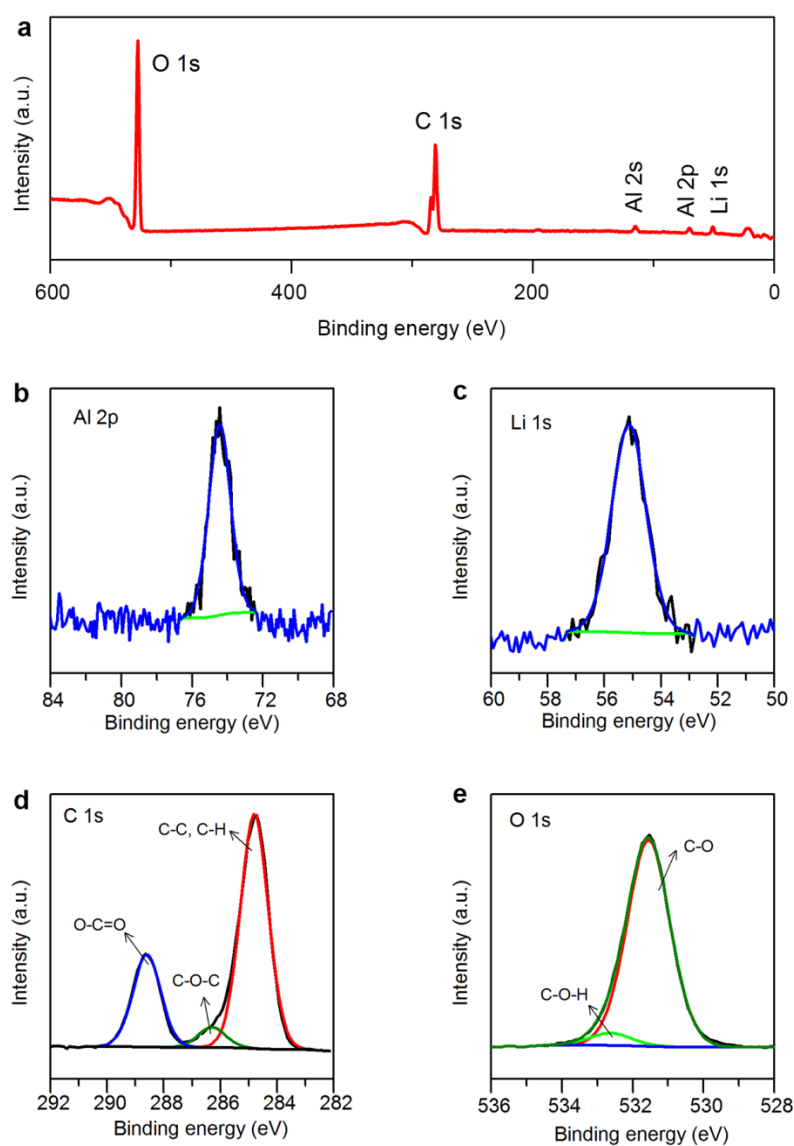 a
O 1s
C 1s
Al 2s
Al 2p
Li 1s
Intensity (a.u.)
600 400 200 0
Binding energy (eV)
b
Al 2p
Intensity (a.u.)
84 80 76 72 68
Binding energy (eV)
c
Li 1s
Intensity (a.u.)
60 58 56 54 52 50
Binding energy (eV)
d
C 1s
C-C, C-H
O-C=O
C-O-C
Intensity (a.u.)
292 290 288 286 284 282
Binding energy (eV)
e
O 1s
C-O
C-O-H
Intensity (a.u.)
536 534 532 530 528
Binding energy (eV)